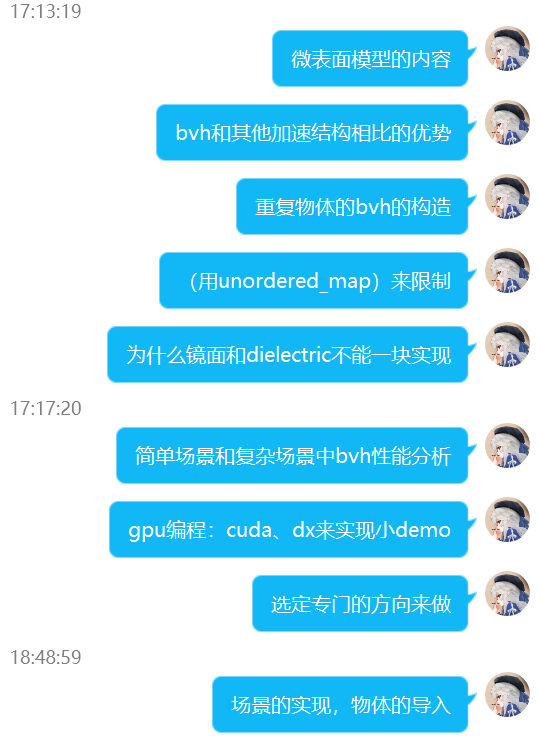 17:13:19
微表面模型的内容
bvh和其他加速结构相比的优势
重复物体的bvh的构造
（用unordered_map）来限制
为什么镜面和dielectric不能一块实现
17:17:20
简单场景和复杂场景中bvh性能分析
gpu编程：cuda、dx来实现小demo
选定专门的方向来做
18:48:59
场景的实现，物体的导入